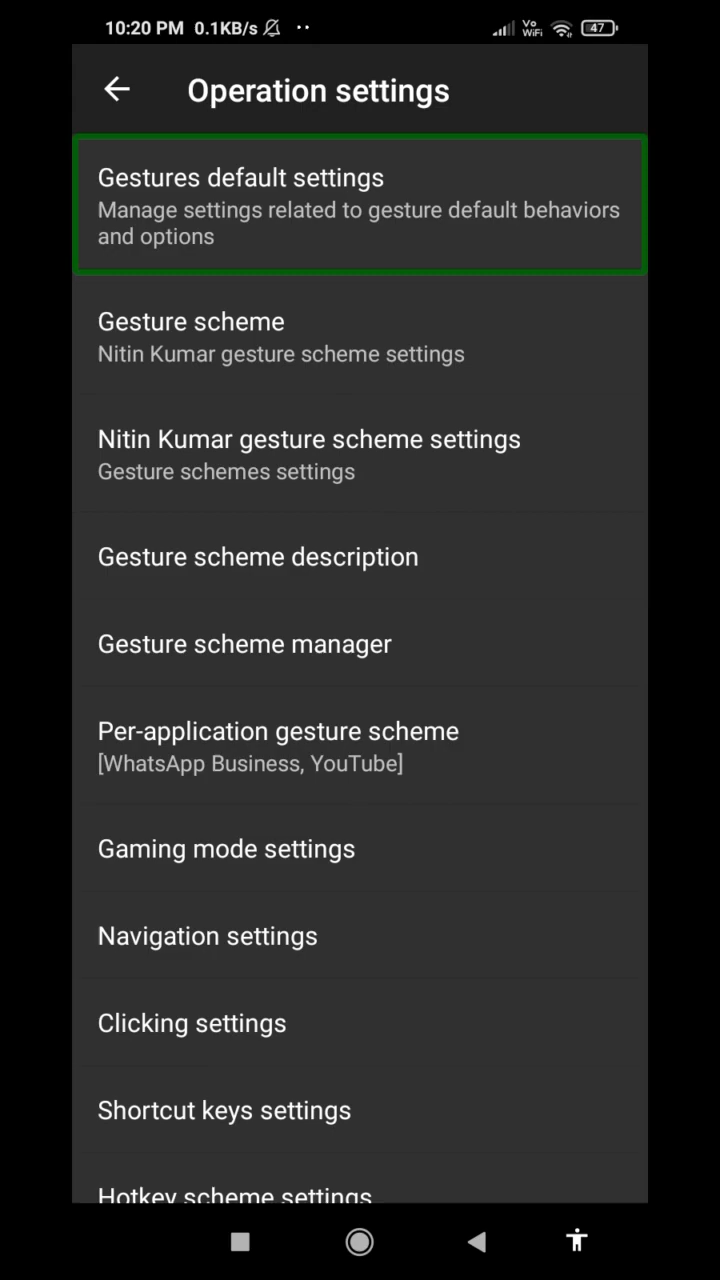 10:20 PM 0.1KB/s Vo WiFi 47
Operation settings
Gestures default settings
Manage settings related to gesture default behaviors
and options
Gesture scheme
Nitin Kumar gesture scheme settings
Nitin Kumar gesture scheme settings
Gesture schemes settings
Gesture scheme description
Gesture scheme manager
Per-application gesture scheme
[WhatsApp Business, YouTube]
Gaming mode settings
Navigation settings
Clicking settings
Shortcut keys settings
Hotkey scheme settings